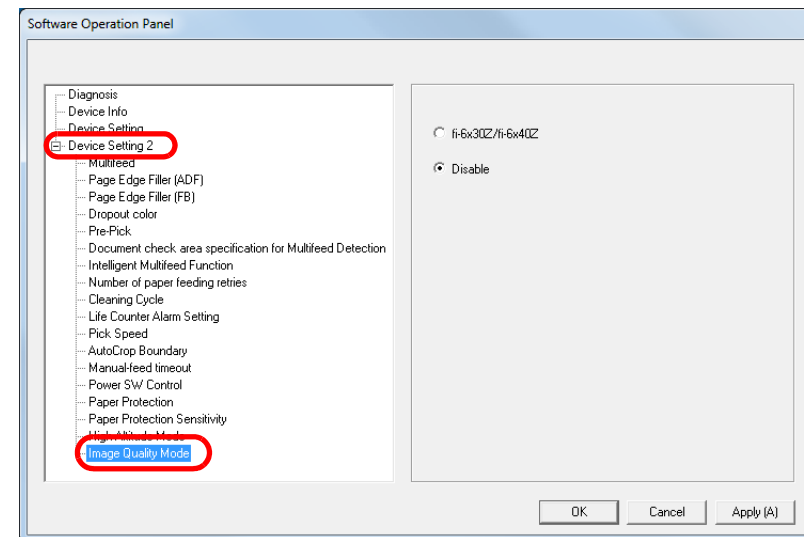 Software Operation Panel
Diagnosis
Device Info
Device Setting
Device Setting 2
Multifeed
Page Edge Filler (ADF)
Page Edge Filler (FB)
Dropout color
Pre-Pick
Document check area specification for Multifeed Detection
Intelligent Multifeed Function
Number of paper feeding retries
Cleaning Cycle
Life Counter Alarm Setting
Pick Speed
AutoCrop Boundary
Manual-feed timeout
Power SW Control
Paper Protection
Paper Protection Sensitivity
High Altitude Mode
Image Quality Mode
fi-6x30Z/fi-6x40Z
Disable
OK Cancel Apply (A)